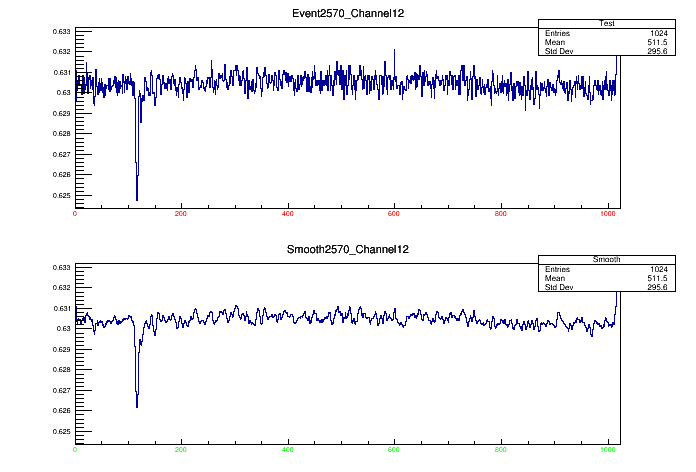 Event2570_Channel12
Test
Entries 1024
Mean 511.5
Std Dev 295.6
0.633
0.632
0.631
0.63
0.629
0.628
0.627
0.626
0.625
0 200 400 600 800 1000
Smooth2570_Channel12
Smooth
Entries 1024
Mean 511.5
Std Dev 295.6
0.633
0.632
0.631
0.63
0.629
0.628
0.627
0.626
0.625
0 200 400 600 800 1000